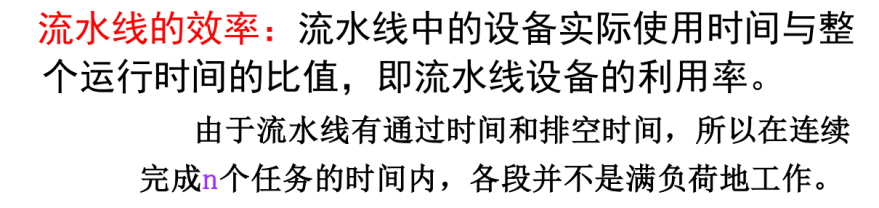 流水线的效率：流水线中的设备实际使用时间与整
个运行时间的比值，即流水线设备的利用率。
由于流水线有通过时间和排空时间，所以在连续
完成n个任务的时间内，各段并不是满负荷地工作。